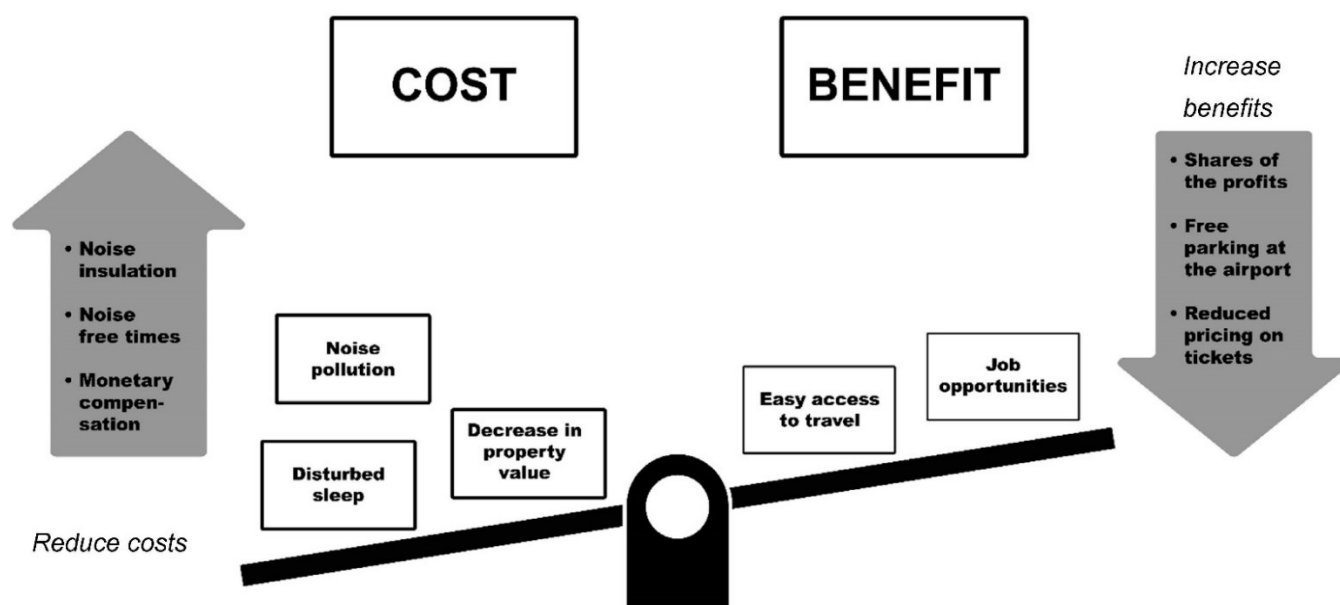 COST
BENEFIT
Increase
benefits
• Shares of
the profits
• Free
parking at
the airport
• Reduced
pricing on
tickets
• Noise
insulation
• Noise
free times
• Monetary
compen-
sation
Reduce costs
Noise
pollution
Disturbed
sleep
Decrease in
property
value
Easy access
to travel
Job
opportunities